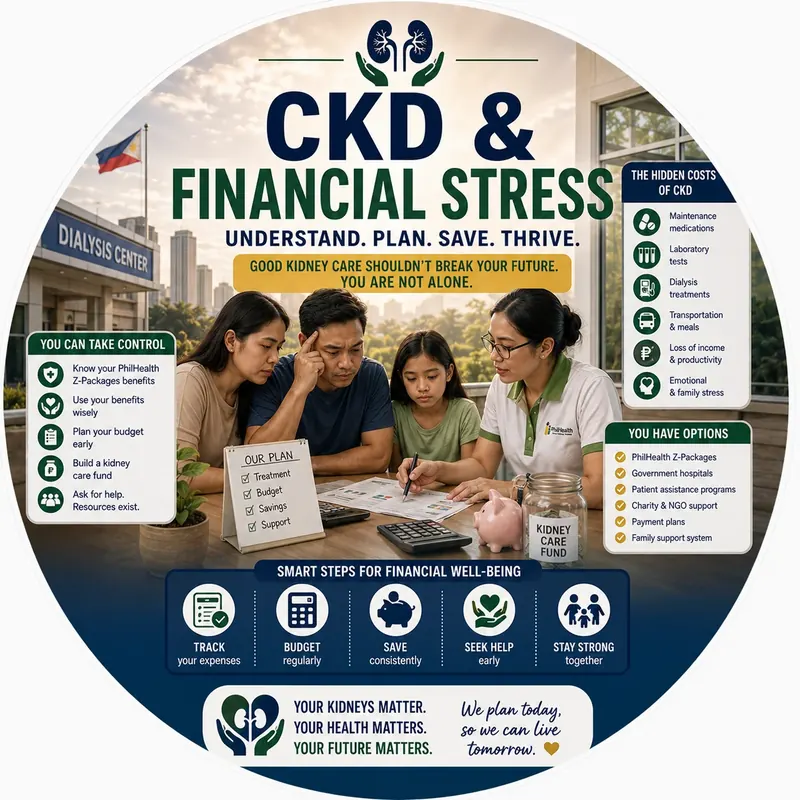 CKD &
FINANCIAL STRESS
UNDERSTAND. PLAN. SAVE. THRIVE.
GOOD KIDNEY CARE SHOULDN'T BREAK YOUR FUTURE.
YOU ARE NOT ALONE.
DIALYSIS CENTER
THE HIDDEN COSTS
OF CKD
Maintenance
medications
Laboratory
tests
Dialysis
treatments
Transportation
& meals
Loss of income
& productivity
Emotional
& family stress
YOU CAN TAKE CONTROL
Know your PhilHealth
Z-Packages benefits
Use your benefits
wisely
Plan your budget
early
Build a kidney
care fund
Ask for help.
Resources exist.
OUR PLAN
Treatment
Budget
Savings
Support
PhilHealth
KIDNEY
CARE
FUND
YOU HAVE OPTIONS
PhilHealth Z-Packages
Government hospitals
Patient assistance programs
Charity & NGO support
Payment plans
Family support system
SMART STEPS FOR FINANCIAL WELL-BEING
TRACK
your expenses
BUDGET
regularly
SAVE
consistently
SEEK HELP
early
STAY STRONG
together
YOUR KIDNEYS MATTER.
YOUR HEALTH MATTERS.
YOUR FUTURE MATTERS.
We plan today,
so we can live
tomorrow.